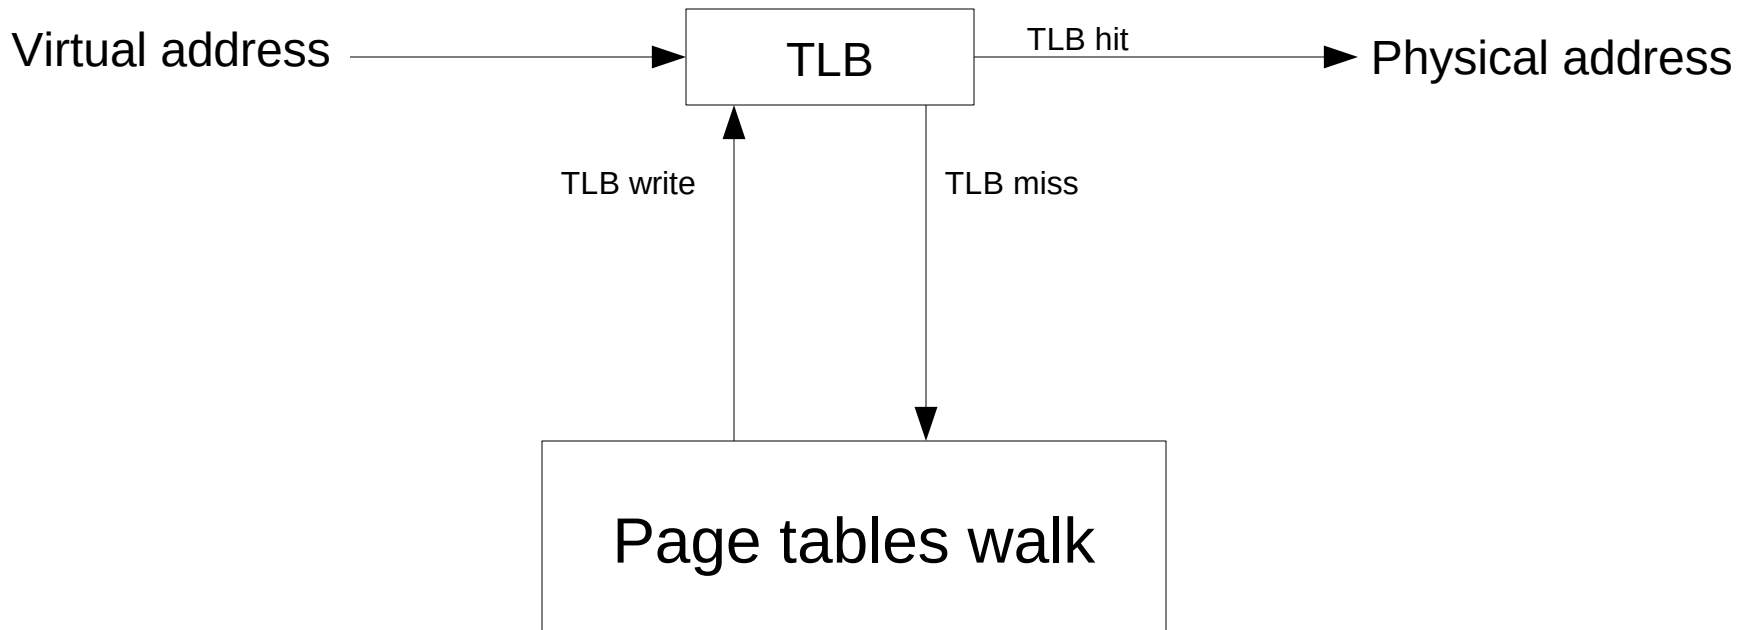 Virtual address
TLB
TLB hit
Physical address
TLB write
TLB miss
Page tables walk